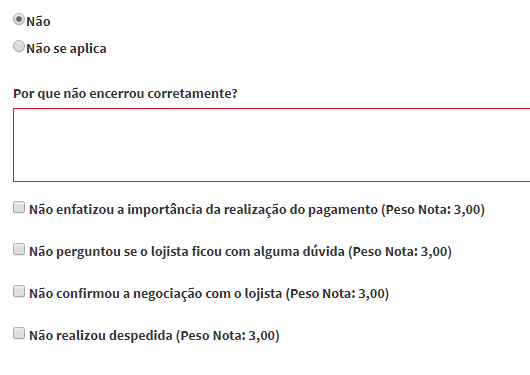 Não
Não se aplica
Por que não encerrou corretamente?
Não enfatizou a importância da realização do pagamento (Peso Nota: 3,00)
Não perguntou se o lojista ficou com alguma dúvida (Peso Nota: 3,00)
Não confirmou a negociação com o lojista (Peso Nota: 3,00)
Não realizou despedida (Peso Nota: 3,00)